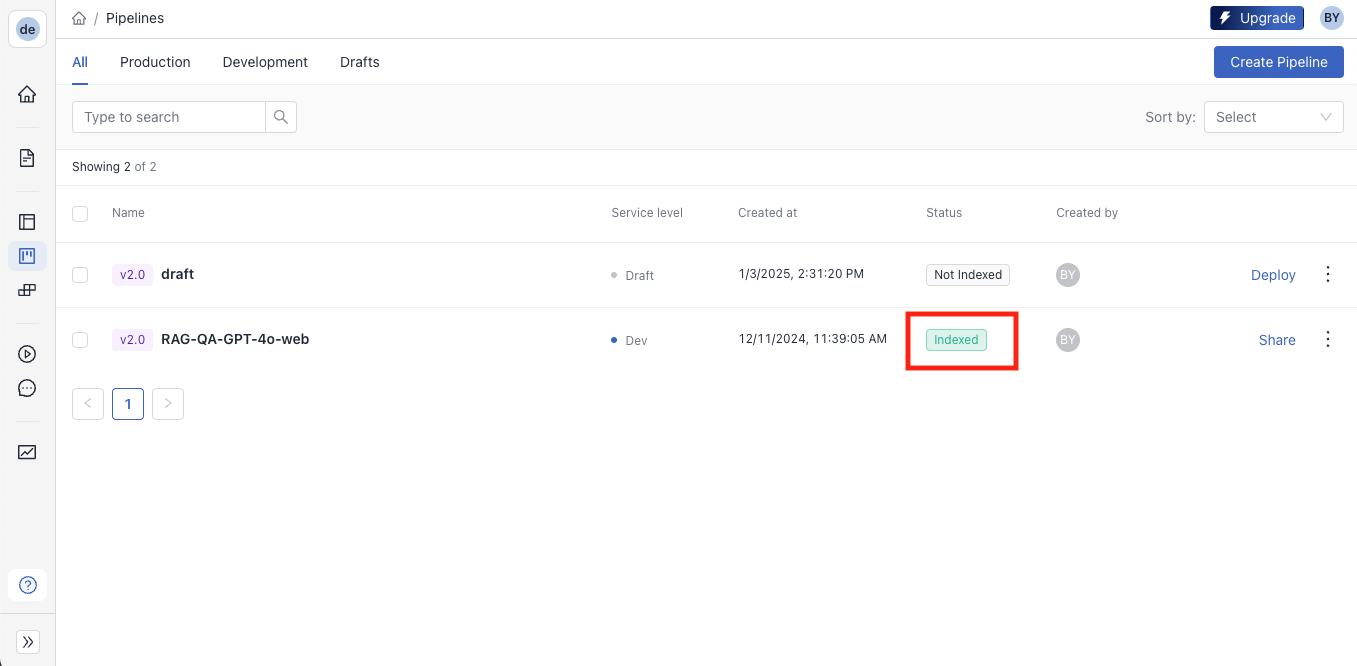 de
/ Pipelines
Upgrade
BY
All
Production
Development
Drafts
Create Pipeline
Type to search
Sort by:
Select
Showing 2 of 2
Name
Service level
Created at
Status
Created by
v2.0
draft
Draft
1/3/2025, 2:31:20 PM
Not Indexed
BY
Deploy
v2.0
RAG-QA-GPT-4o-web
Dev
12/11/2024, 11:39:05 AM
Indexed
BY
Share
1